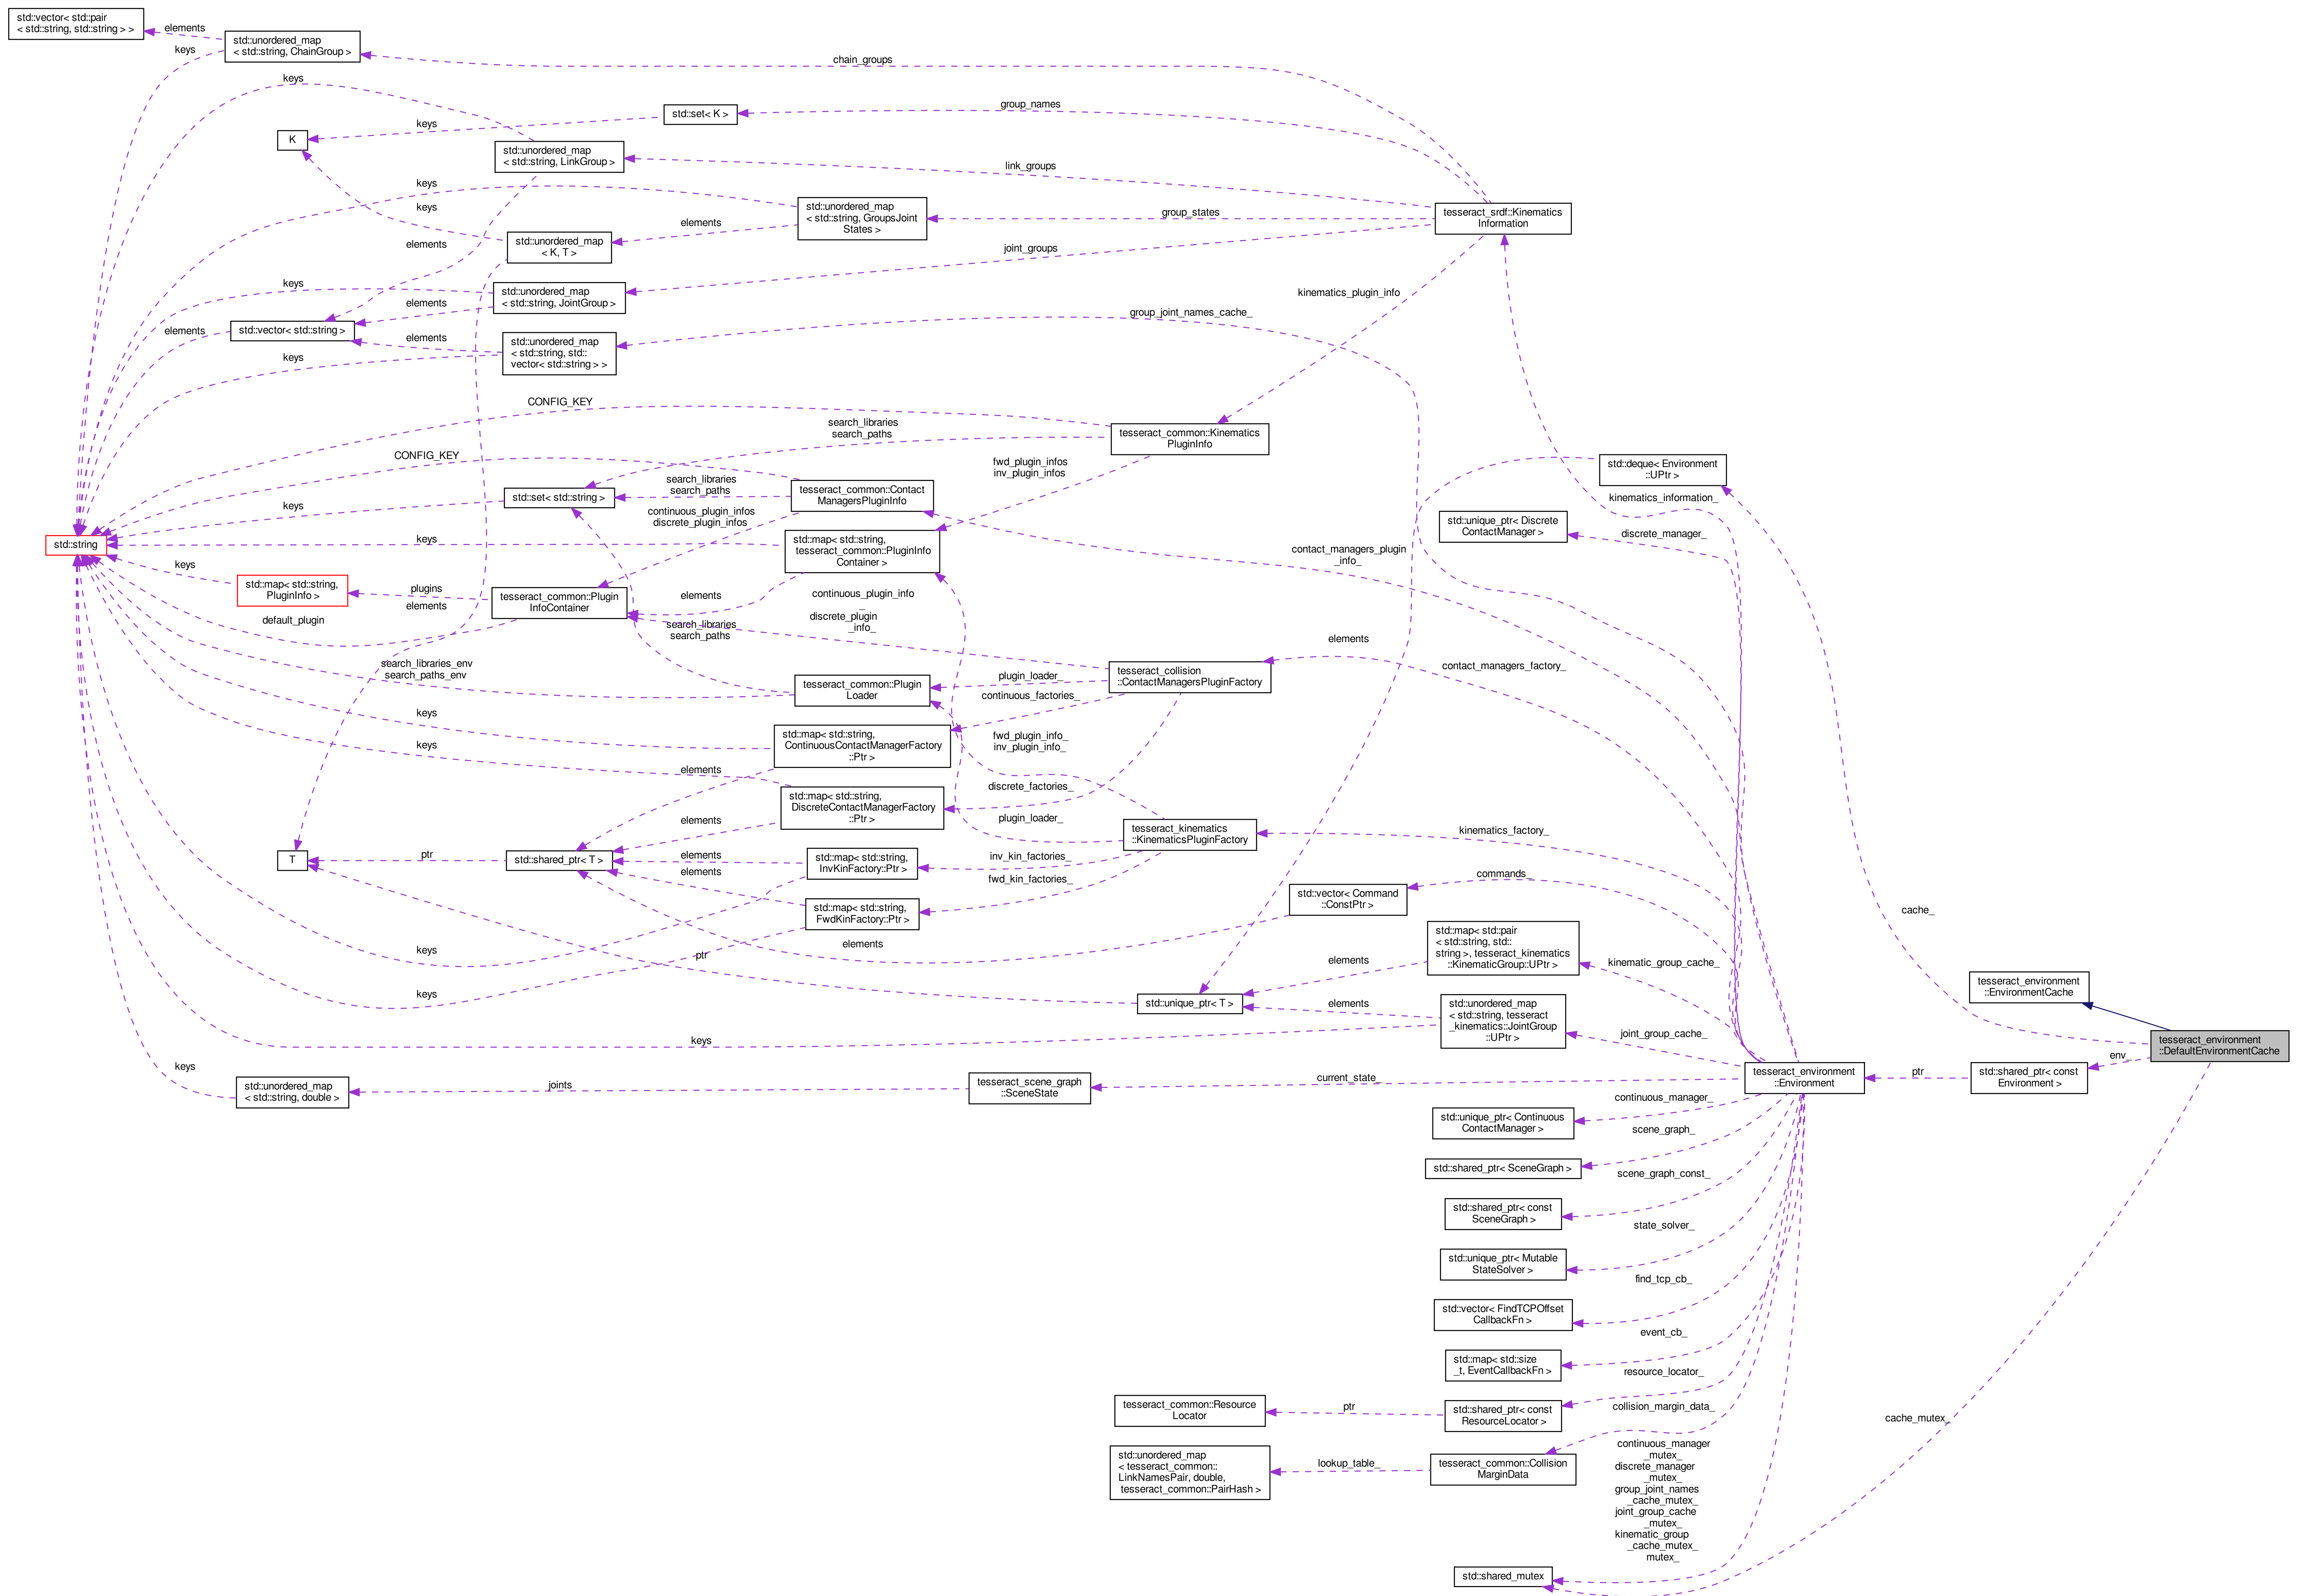 std::vector< std::pair
< std::string, std::string > >
elements
keys
std::unordered_map
< std::string, ChainGroup >
chain_groups
keys
std::set< K >
group_names
keys
K
std::unordered_map
< std::string, LinkGroup >
link_groups
keys
keys
elements
std::unordered_map
< std::string, GroupsJoint
States >
group_states
tesseract_srdf::Kinematics
Information
elements
std::unordered_map
< K, T >
joint_groups
keys
std::unordered_map
< std::string, JointGroup >
kinematics_plugin_info
elements
elements
std::vector< std::string >
group_joint_names_cache_
elements
keys
std::unordered_map
< std::string, std::
vector< std::string > >
CONFIG_KEY
search_libraries
search_paths
tesseract_common::Kinematics
PluginInfo
CONFIG_KEY
fwd_plugin_infos
inv_plugin_infos
std::deque< Environment
::UPtr >
search_libraries
search_paths
tesseract_common::Contact
ManagersPluginInfo
keys
std::set< std::string >
kinematics_information_
continuous_plugin_infos
discrete_plugin_infos
std::unique_ptr< Discrete
ContactManager >
discrete_manager_
std::string
keys
std::map< std::string,
tesseract_common::PluginInfo
Container >
contact_managers_plugin
_info_
keys
std::map< std::string,
PluginInfo >
plugins
elements
tesseract_common::Plugin
InfoContainer
elements
continuous_plugin_info
_
discrete_plugin
_info_
default_plugin
search_libraries
search_paths
elements
search_libraries_env
search_paths_env
tesseract_common::Plugin
Loader
plugin_loader_
continuous_factories_
tesseract_collision
::ContactManagersPluginFactory
contact_managers_factory_
keys
std::map< std::string,
ContinuousContactManagerFactory
::Ptr >
fwd_plugin_info_
inv_plugin_info_
keys
elements
std::map< std::string,
DiscreteContactManagerFactory
::Ptr >
discrete_factories_
elements
plugin_loader_
tesseract_kinematics
::KinematicsPluginFactory
kinematics_factory_
T
ptr
std::shared_ptr< T >
elements
elements
std::map< std::string,
InvKinFactory::Ptr >
inv_kin_factories_
fwd_kin_factories_
commands_
std::vector< Command
::ConstPtr >
std::map< std::string,
FwdKinFactory::Ptr >
cache_
keys
ptr
elements
std::map< std::pair
< std::string, std::
string >, tesseract_kinematics
::KinematicGroup::UPtr >
elements
kinematic_group_cache_
keys
std::unique_ptr< T >
elements
std::unordered_map
< std::string, tesseract
_kinematics::JointGroup
::UPtr >
joint_group_cache_
tesseract_environment
::EnvironmentCache
keys
tesseract_environment
::DefaultEnvironmentCache
env_
keys
std::unordered_map
< std::string, double >
joints
tesseract_scene_graph
::SceneState
current_state_
tesseract_environment
::Environment
ptr
std::shared_ptr< const
Environment >
continuous_manager_
std::unique_ptr< Continuous
ContactManager >
scene_graph_
std::shared_ptr< SceneGraph >
scene_graph_const_
std::shared_ptr< const
SceneGraph >
state_solver_
std::unique_ptr< Mutable
StateSolver >
find_tcp_cb_
std::vector< FindTCPOffset
CallbackFn >
event_cb_
std::map< std::size
_t, EventCallbackFn >
resource_locator_
tesseract_common::Resource
Locator
ptr
std::shared_ptr< const
ResourceLocator >
collision_margin_data_
cache_mutex_
std::unordered_map
< tesseract_common::
LinkNamesPair, double,
tesseract_common::PairHash >
lookup_table_
tesseract_common::Collision
MarginData
continuous_manager
_mutex_
discrete_manager
_mutex_
group_joint_names
_cache_mutex_
joint_group_cache
_mutex_
kinematic_group
_cache_mutex_
mutex_
std::shared_mutex